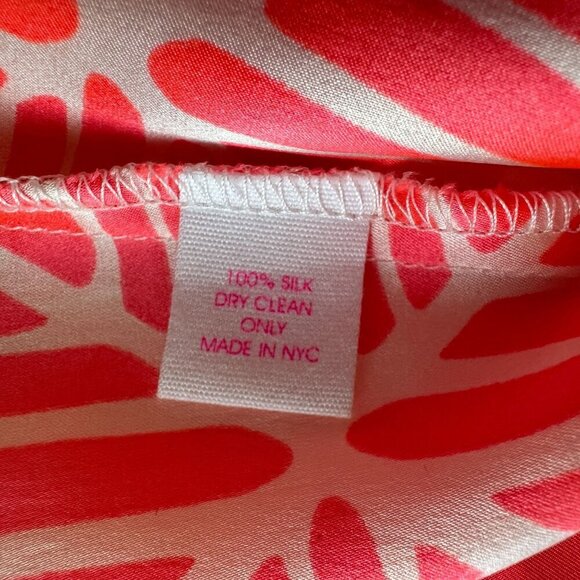 100% SILK
DRY CLEAN
ONLY
MADE IN NYC